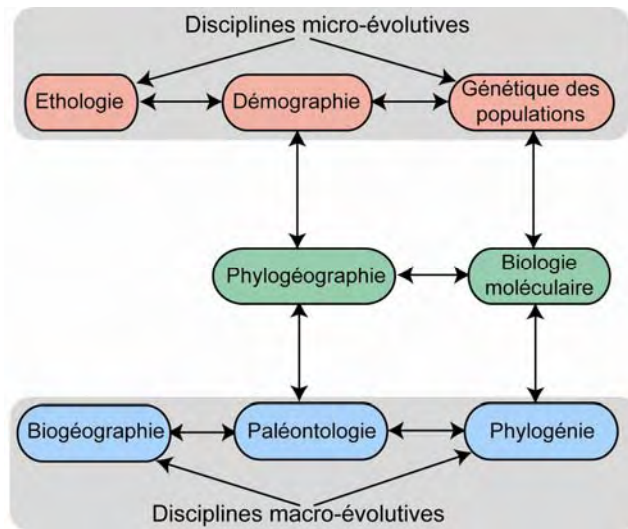 Disciplines micro-évolutives
Ethologie
Démographie
Génétique des
populations
Phylogéographie
Biologie
moléculaire
Biogéographie
Paléontologie
Phylogénie
Disciplines macro-évolutives